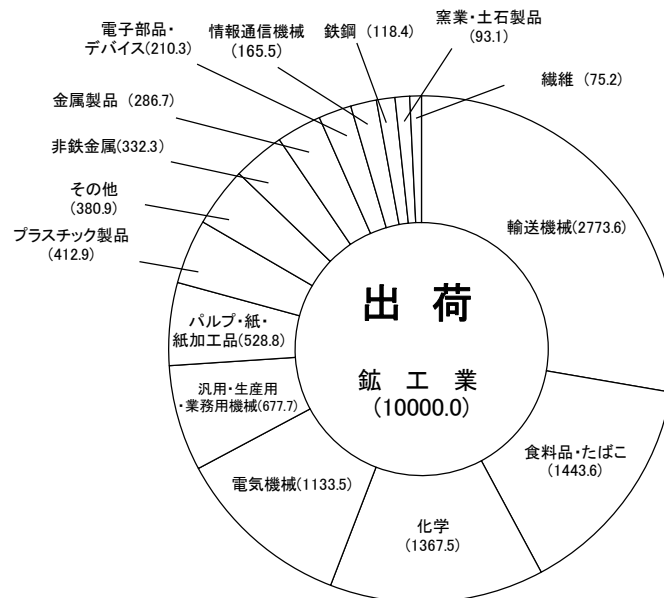 出 荷
鉱 工 業
(10000.0)
輸送機械(2773.6)
食料品・たばこ
(1443.6)
化学
(1367.5)
電気機械(1133.5)
汎用・生産用
・業務用機械(677.7)
パルプ・紙・
紙加工品(528.8)
プラスチック製品
(412.9)
その他
(380.9)
非鉄金属(332.3)
金属製品 (286.7)
電子部品・
デバイス(210.3)
情報通信機械
(165.5)
鉄鋼 (118.4)
窯業・土石製品
(93.1)
繊維 (75.2)